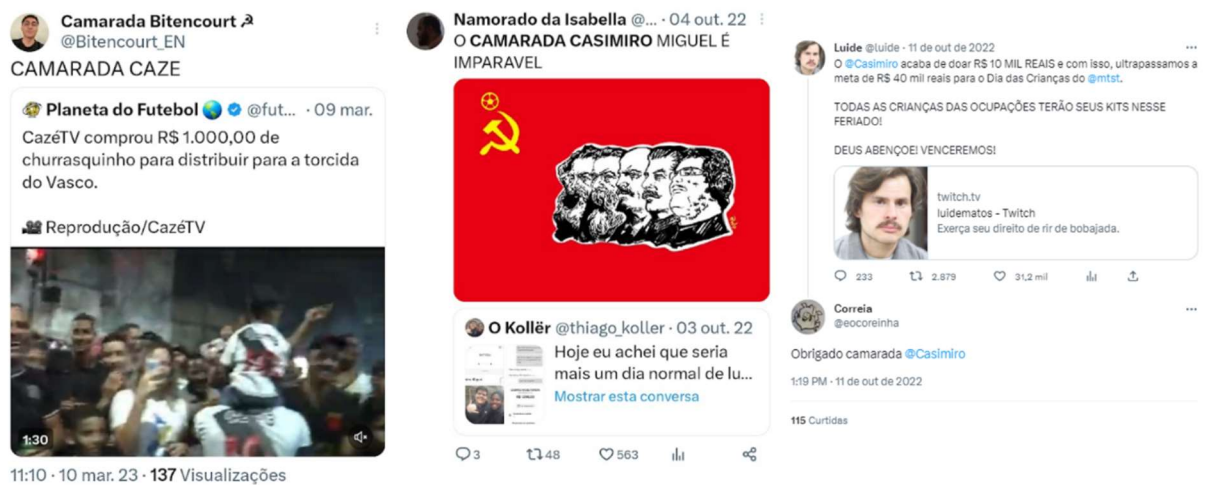 Camarada Bitencourt ☭
@Bitencourt_EN
CAMARADA CAZE
Planeta do Futebol 🌎 @fut... · 09 mar.
CazéTV comprou R$ 1.000,00 de
churrasquinho para distribuir para a torcida
do Vasco.
🎥 Reprodução/CazéTV
1:30
11:10 · 10 mar. 23 · 137 Visualizações
Namorado da Isabella @... · 04 out. 22
O CAMARADA CASIMIRO MIGUEL É
IMPARAVEL
O Kollër @thiago_koller · 03 out. 22
Hoje eu achei que seria
mais um dia normal de lu...
Mostrar esta conversa
3 48 563
Luide @luide · 11 de out de 2022
O @Casimiro acaba de doar R$ 10 MIL REAIS e com isso, ultrapassamos a
meta de R$ 40 mil reais para o Dia das Crianças do @mtst.
TODAS AS CRIANÇAS DAS OCUPAÇÕES TERÃO SEUS KITS NESSE
FERIADO!
DEUS ABENÇOE! VENCEREMOS!
twitch.tv
luidematos - Twitch
Exerça seu direito de rir de bobajada.
233 2.879 31,2 mil
Correia
@eocoreinha
Obrigado camarada @Casimiro
1:19 PM · 11 de out de 2022
115 Curtidas